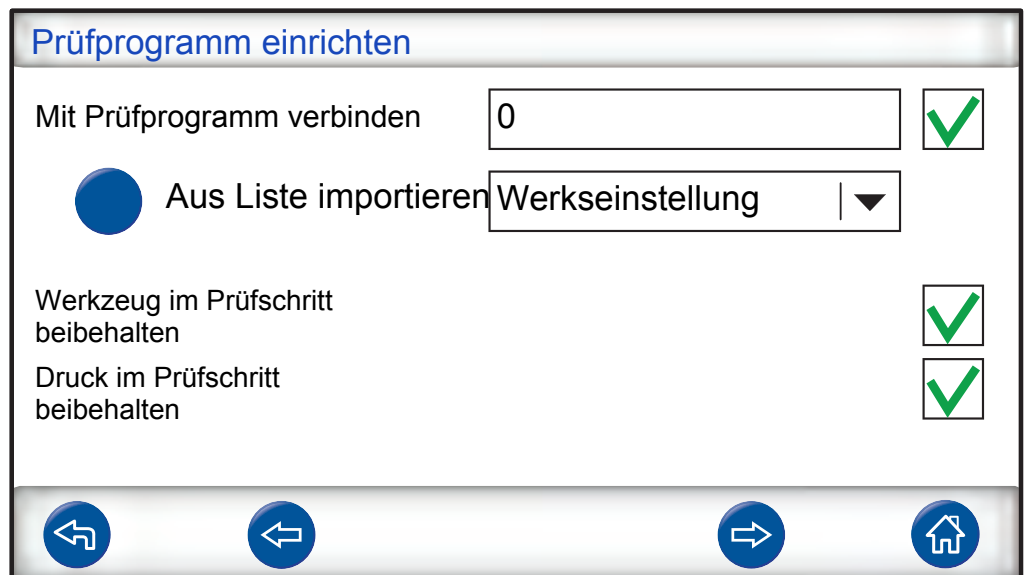 Prüfprogramm einrichten
Mit Prüfprogramm verbinden 0
Aus Liste importieren Werkseinstellung
Werkzeug im Prüfschritt
beibehalten
Druck im Prüfschritt
beibehalten